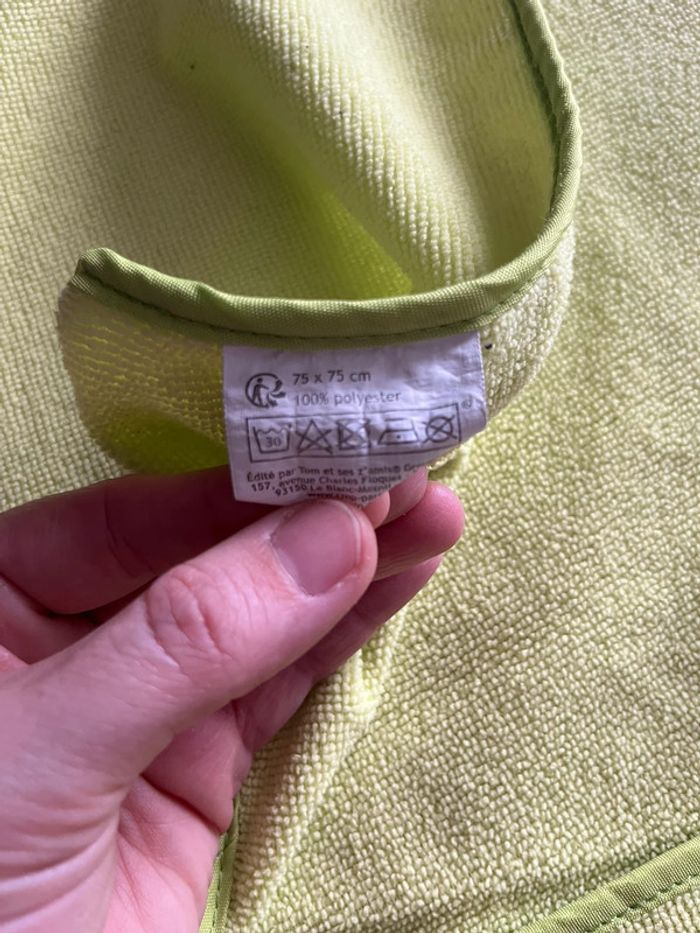 75 x 75 cm
100% polyester
30
®
Édité par Tom et ses z'amis®
157, avenue Charles Floquet
93150 Le Blanc-Mesnil